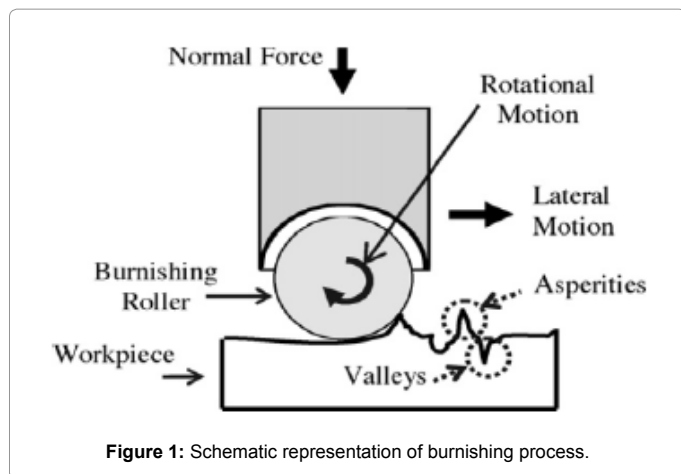 Normal Force
Rotational
Motion
Lateral
Motion
Burnishing
Roller
Asperities
Workpiece
Valleys
Figure 1: Schematic representation of burnishing process.